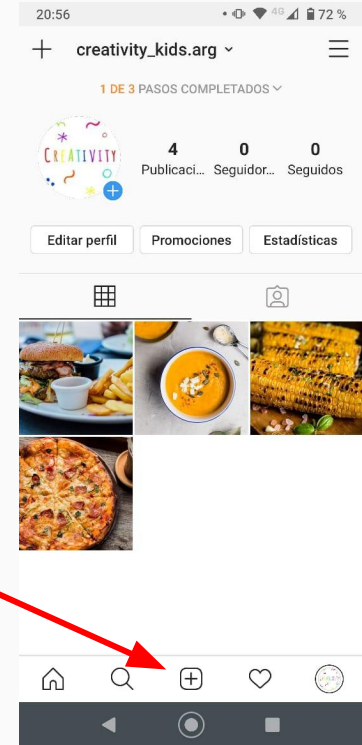 20:56 4G 72 %
creativity_kids.arg
1 DE 3 PASOS COMPLETADOS
CREATIVITY
4 0 0
Publicaci... Seguidor... Seguidos
Editar perfil Promociones Estadísticas